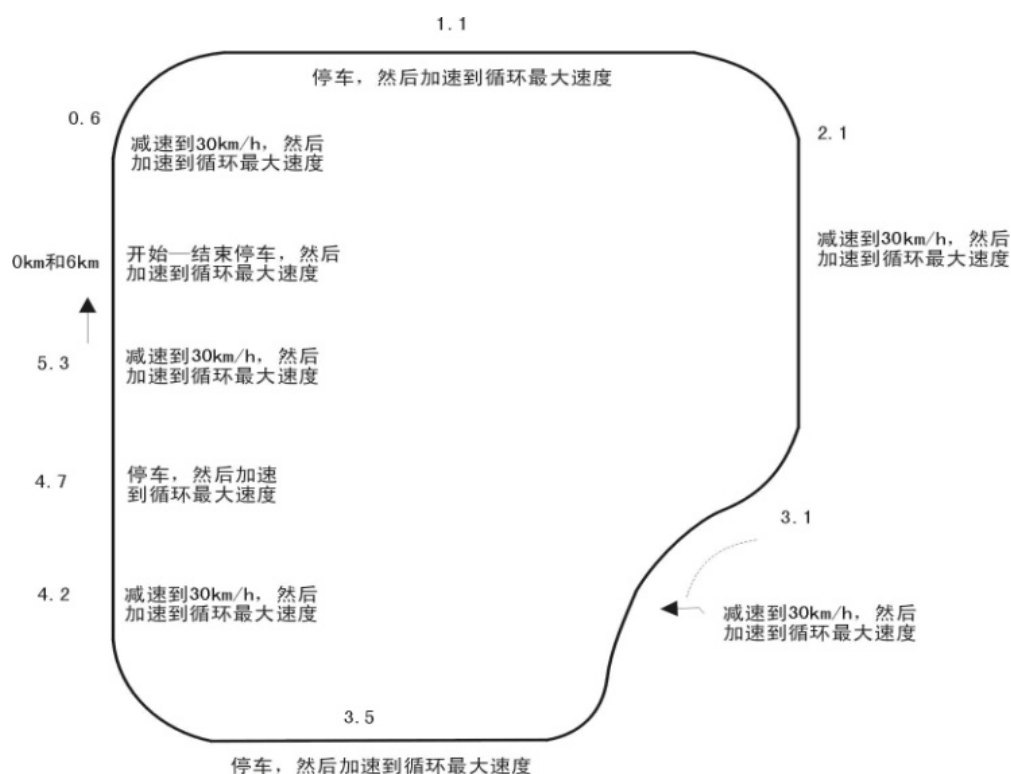 1.1
停车，然后加速到循环最大速度
0.6
减速到30km/h，然后
加速到循环最大速度
2.1
减速到30km/h，然后
加速到循环最大速度
0km和6km
开始—结束停车，然后
加速到循环最大速度
5.3
减速到30km/h，然后
加速到循环最大速度
4.7
停车，然后加速
到循环最大速度
3.1
减速到30km/h，然后
加速到循环最大速度
4.2
减速到30km/h，然后
加速到循环最大速度
3.5
停车，然后加速到循环最大速度